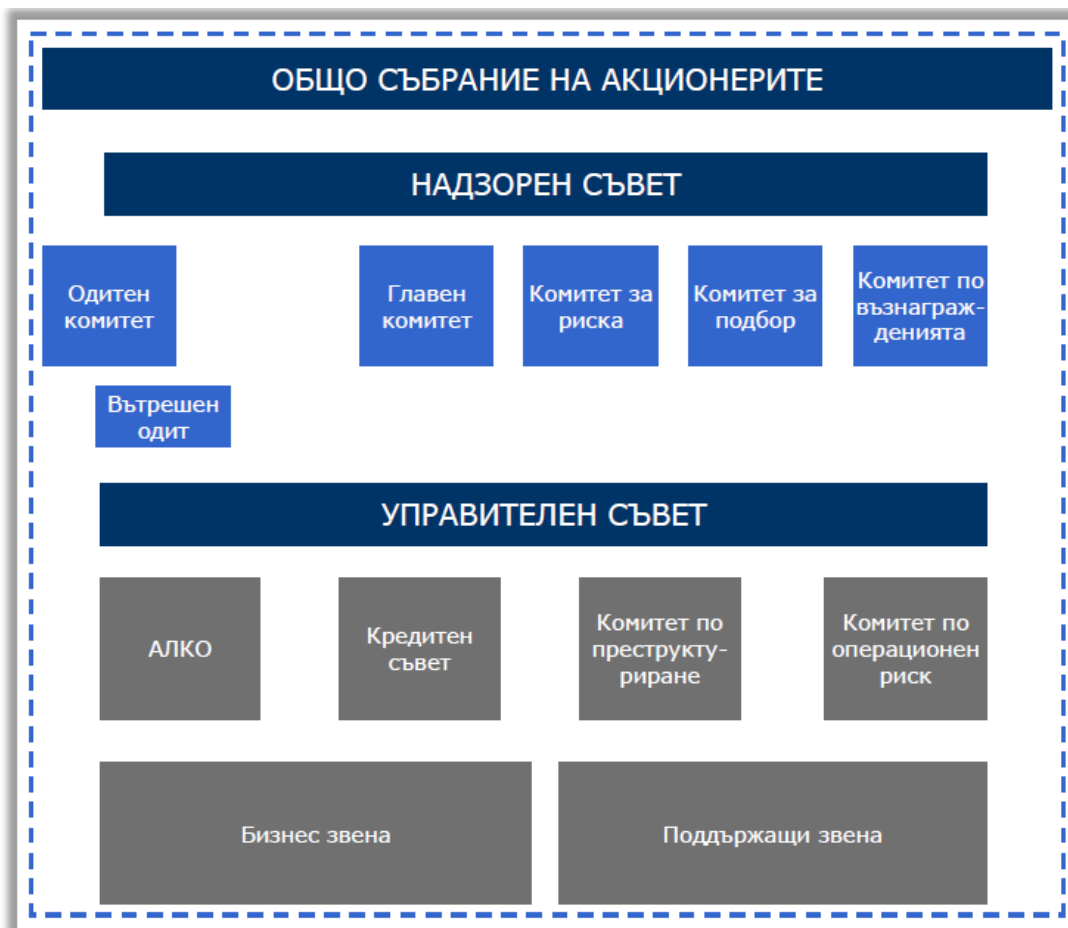 ОБЩО СЪБРАНИЕ НА АКЦИОНЕРИТЕ
НАДЗОРЕН СЪВЕТ
Одитен
комитет
Главен
комитет
Комитет за
риска
Комитет за
подбор
Комитет по
възнаграж-
денията
Вътрешен
одит
УПРАВИТЕЛЕН СЪВЕТ
АЛКО
Кредитен
съвет
Комитет по
преструкту-
риране
Комитет по
операционен
риск
Бизнес звена
Поддържащи звена